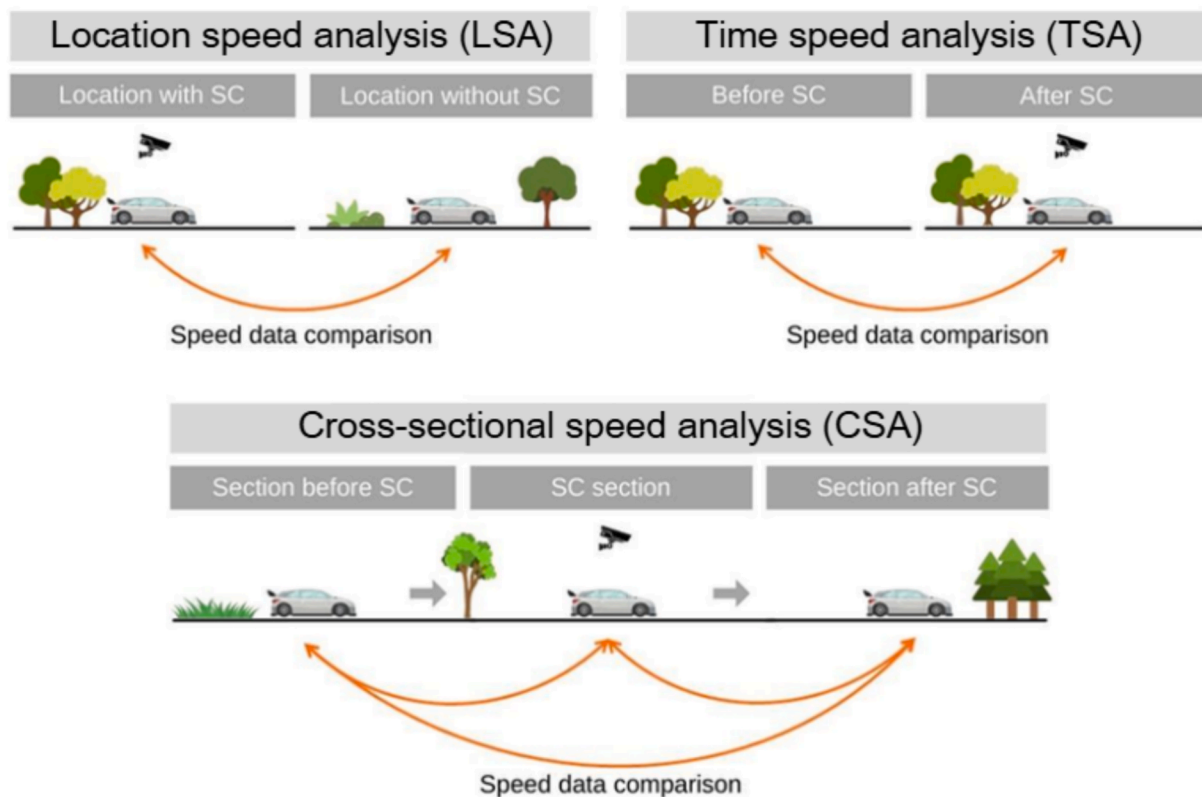 Location speed analysis (LSA)
Location with SC
Location without SC
Speed data comparison
Time speed analysis (TSA)
Before SC
After SC
Speed data comparison
Cross-sectional speed analysis (CSA)
Section before SC
SC section
Section after SC
Speed data comparison